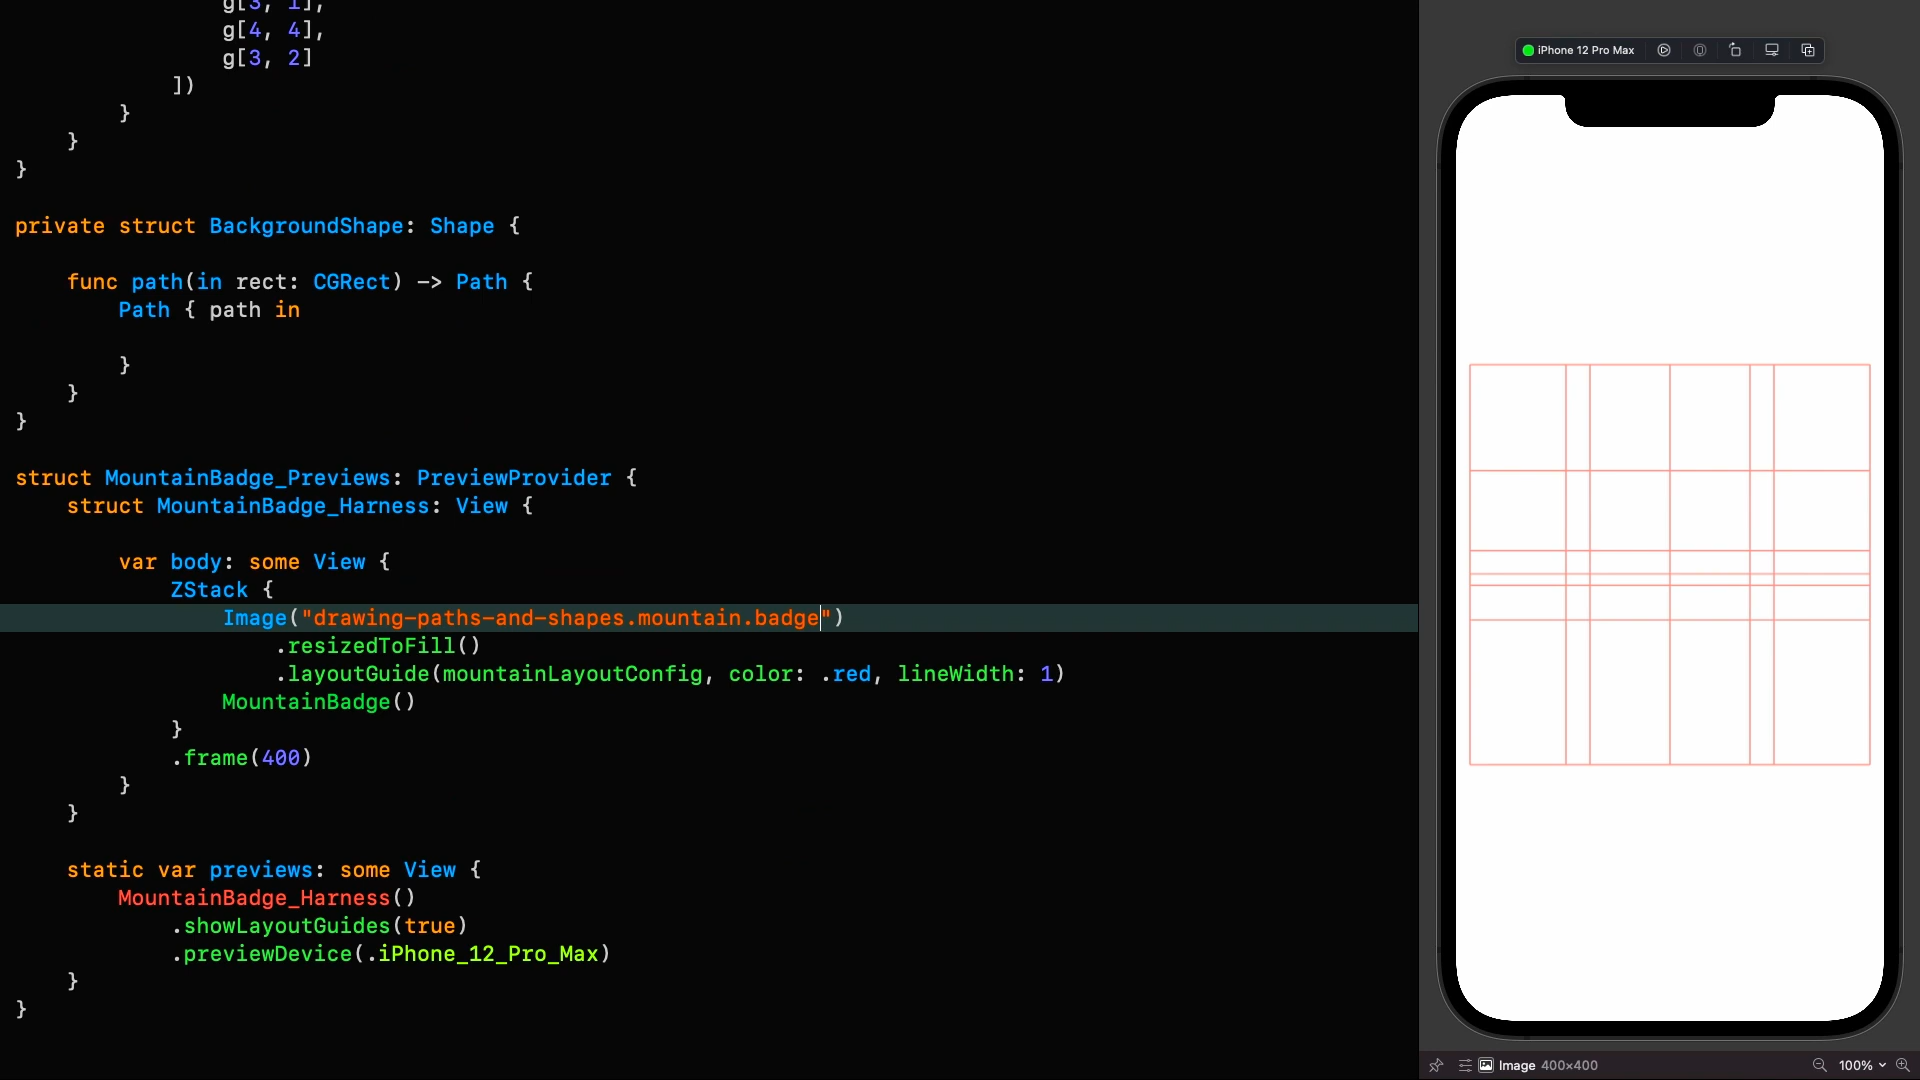 g[3, 1],
g[4, 4],
g[3, 2]
])
}
}
}
private struct BackgroundShape: Shape {
func path(in rect: CGRect) -> Path {
Path { path in
}
}
}
struct MountainBadge_Previews: PreviewProvider {
struct MountainBadge_Harness: View {
var body: some View {
ZStack {
Image("drawing-paths-and-shapes.mountain.badge")
.resizedToFill()
.layoutGuide(mountainLayoutConfig, color: .red, lineWidth: 1)
MountainBadge()
}
.frame(400)
}
}
static var previews: some View {
MountainBadge_Harness()
.showLayoutGuides(true)
.previewDevice(.iPhone_12_Pro_Max)
}
}
iPhone 12 Pro Max
Image 400×400
100%